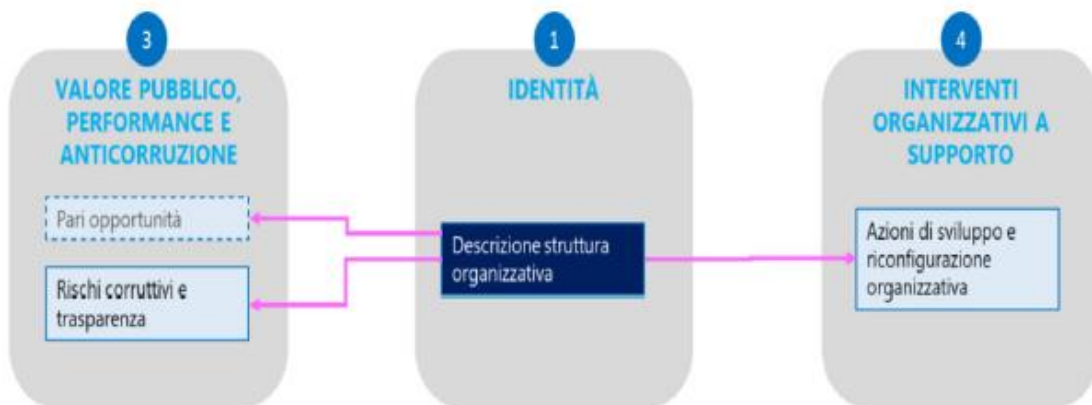 3
VALORE PUBBLICO,
PERFORMANCE E
ANTICORRUZIONE
Pari opportunità
Rischi corruttivi e
trasparenza
1
IDENTITÀ
Descrizione struttura
organizzativa
4
INTERVENTI
ORGANIZZATIVI A
SUPPORTO
Azioni di sviluppo e
riconfigurazione
organizzativa